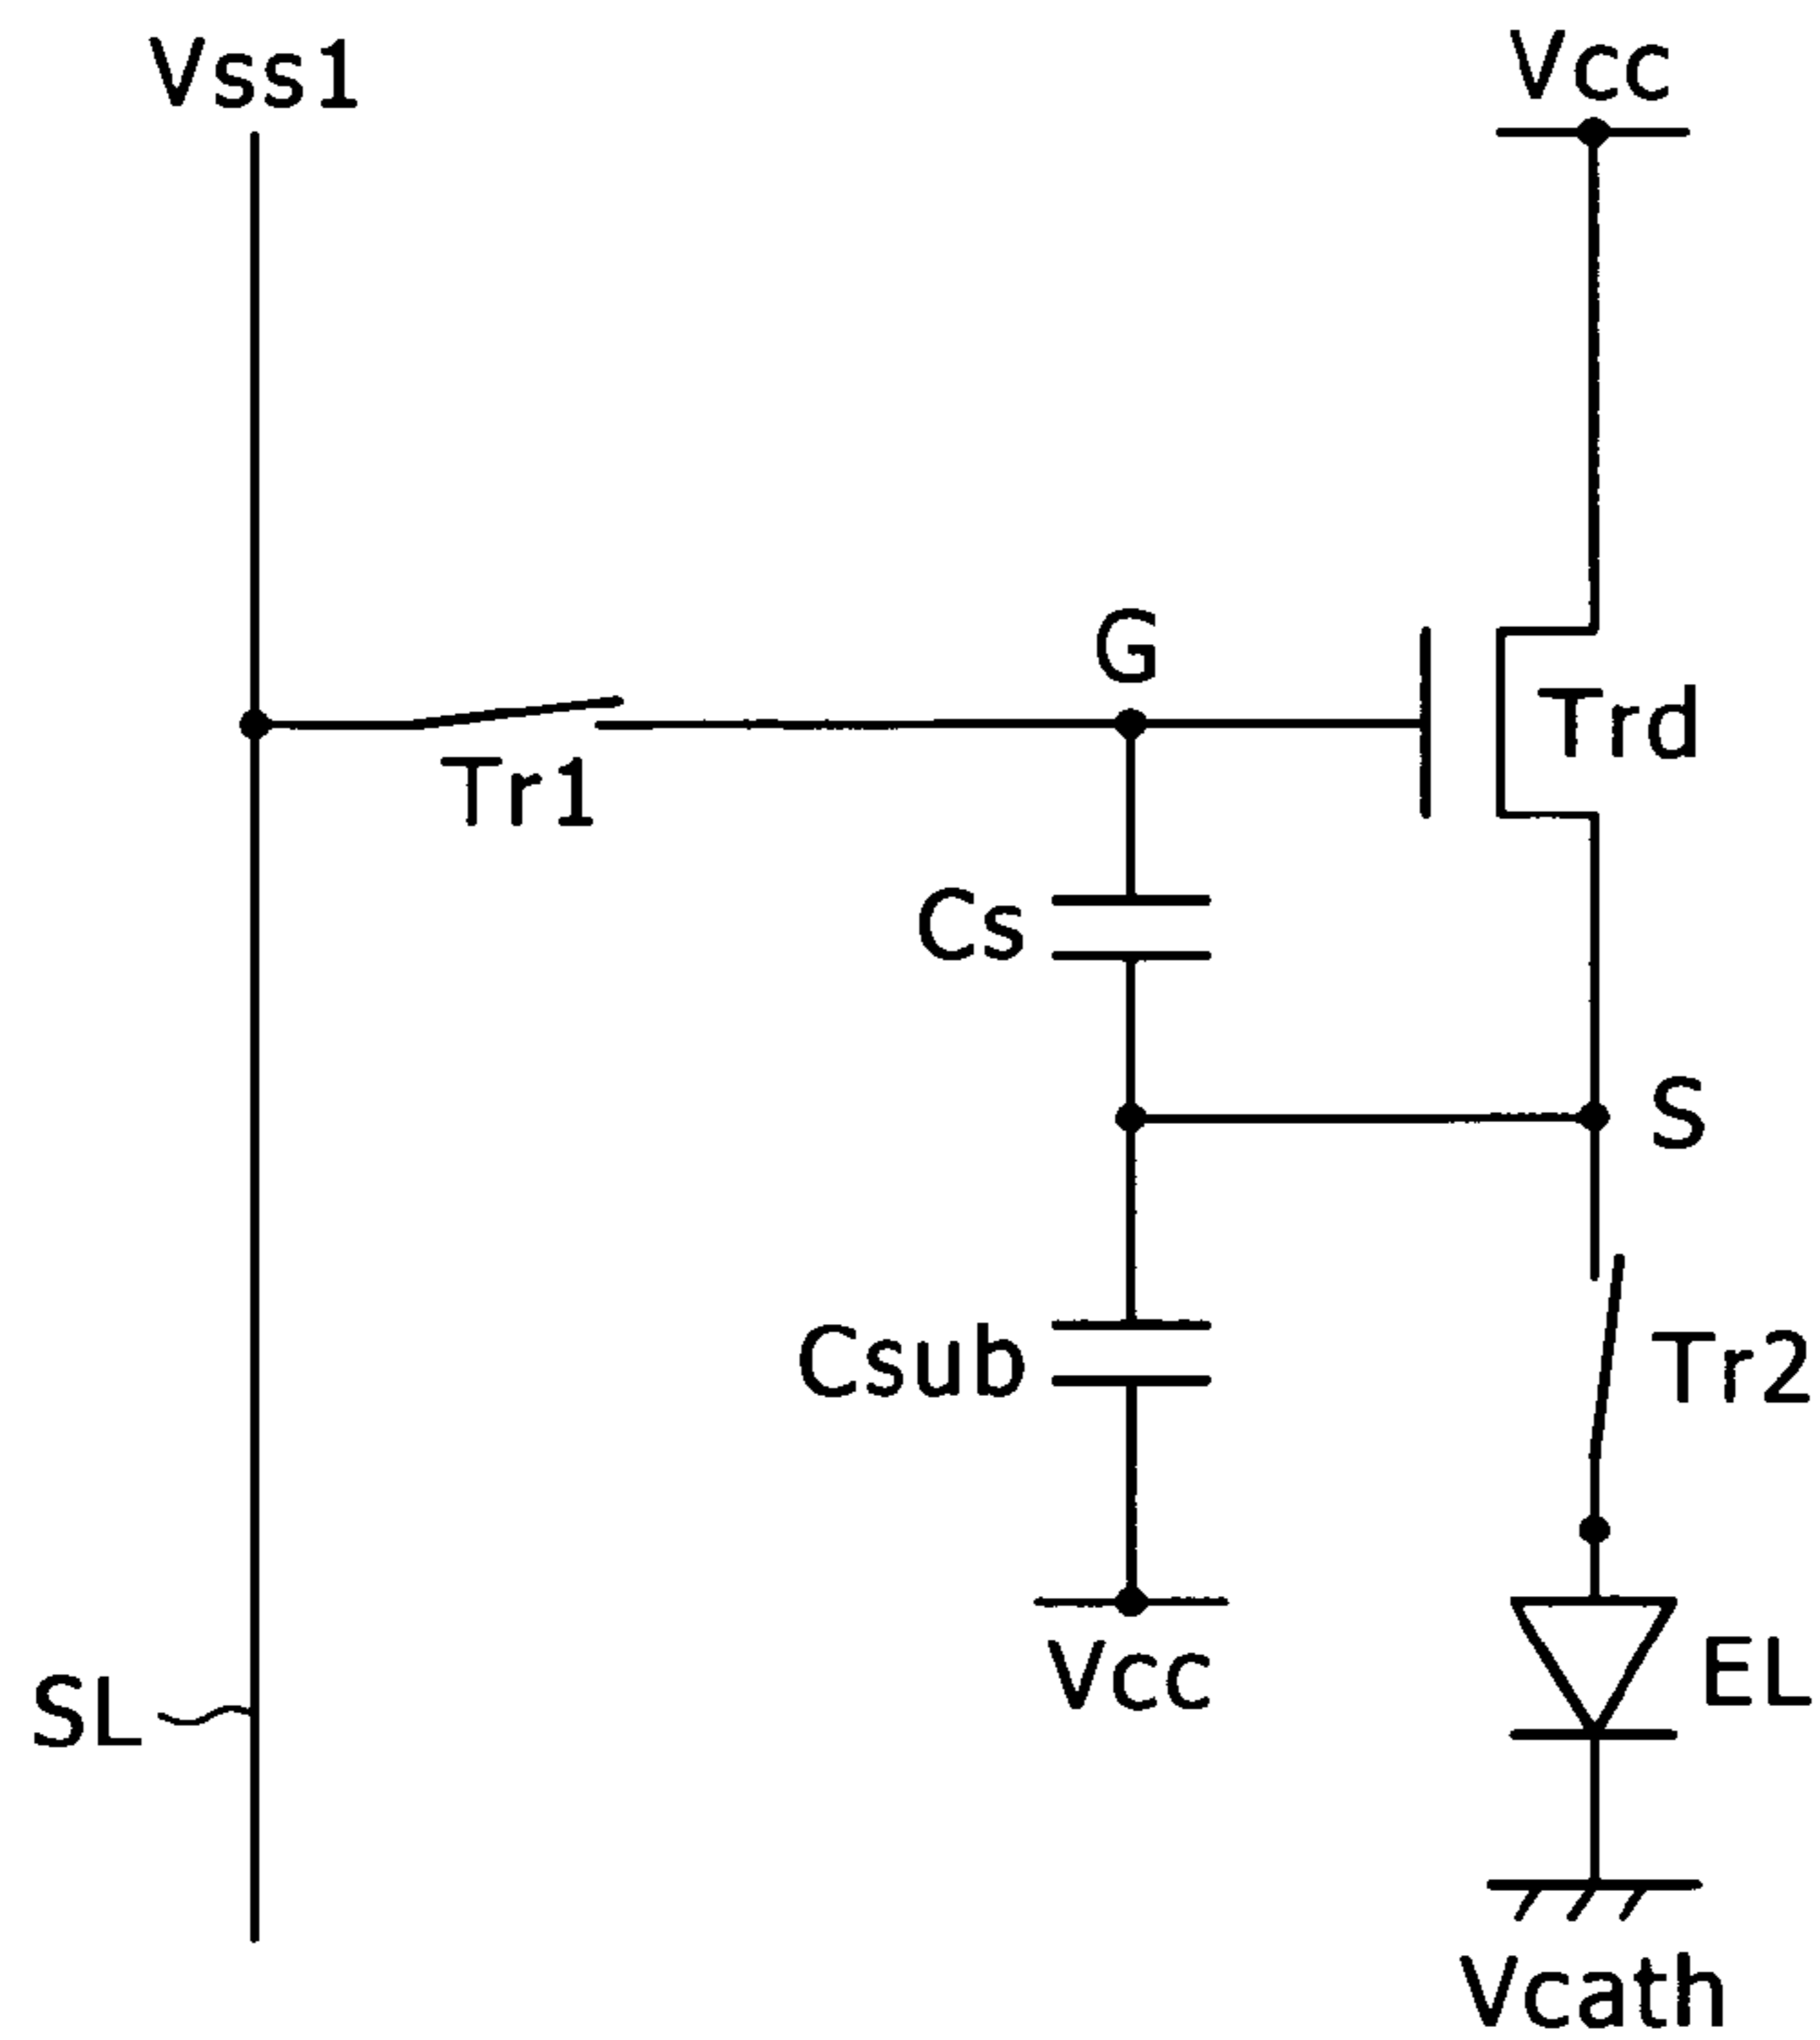 Vss1
Vcc
G
Trd
Tr1
Cs
S
Csub
Tr2
Vcc
EL
SL
Vcath